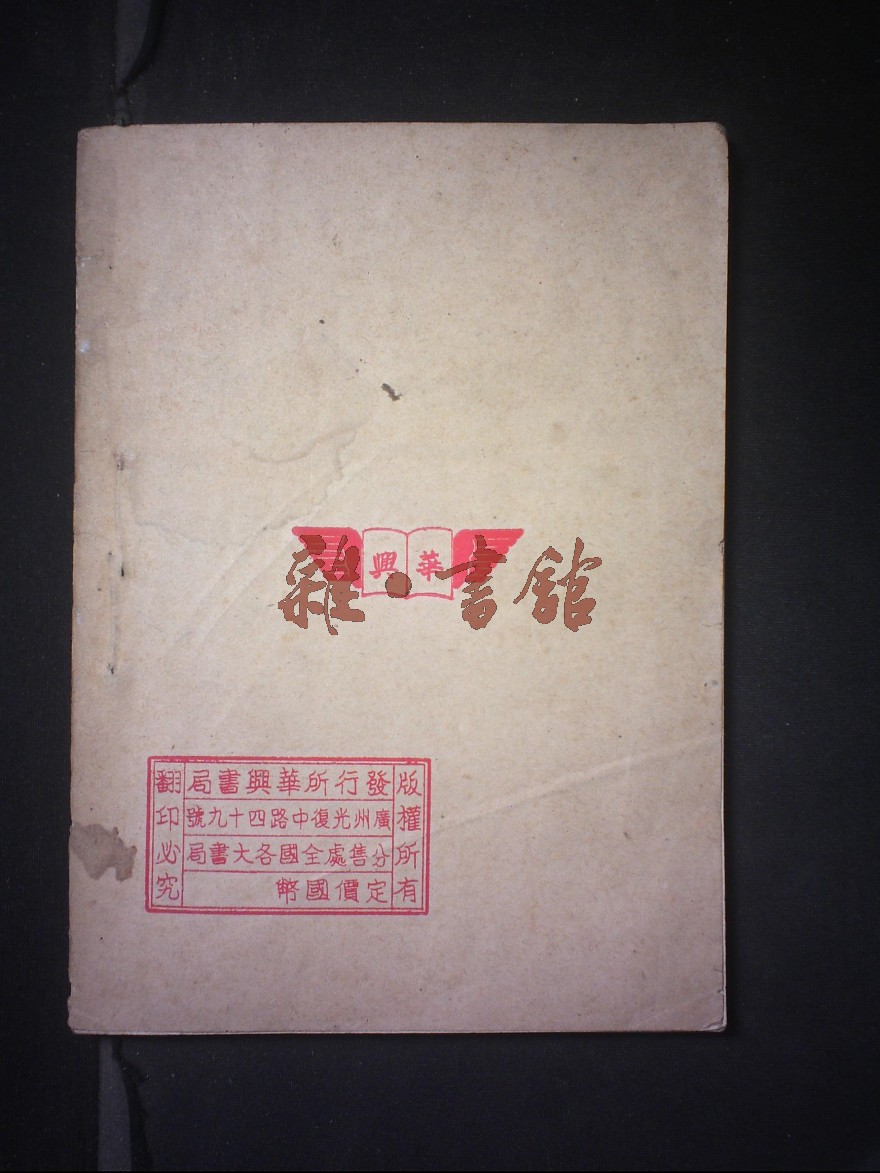 華興
雜·書館
版權所有
發行所華興書局
廣州光復中路四十九號
分售處全國各大書局
定價國幣
翻印必究